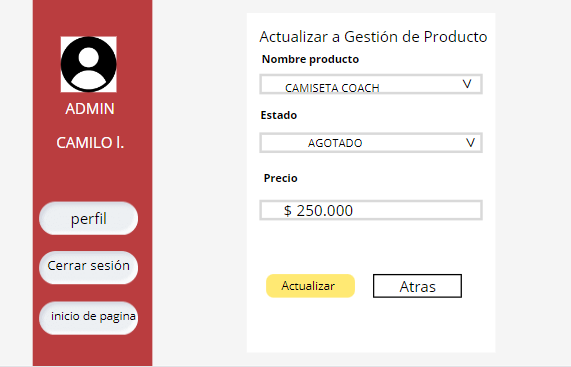 ADMIN
CAMILO l.
perfil
Cerrar sesión
inicio de pagina
Actualizar a Gestión de Producto
Nombre producto
CAMISETA COACH V
Estado
AGOTADO V
Precio
$ 250.000
Actualizar
Atras